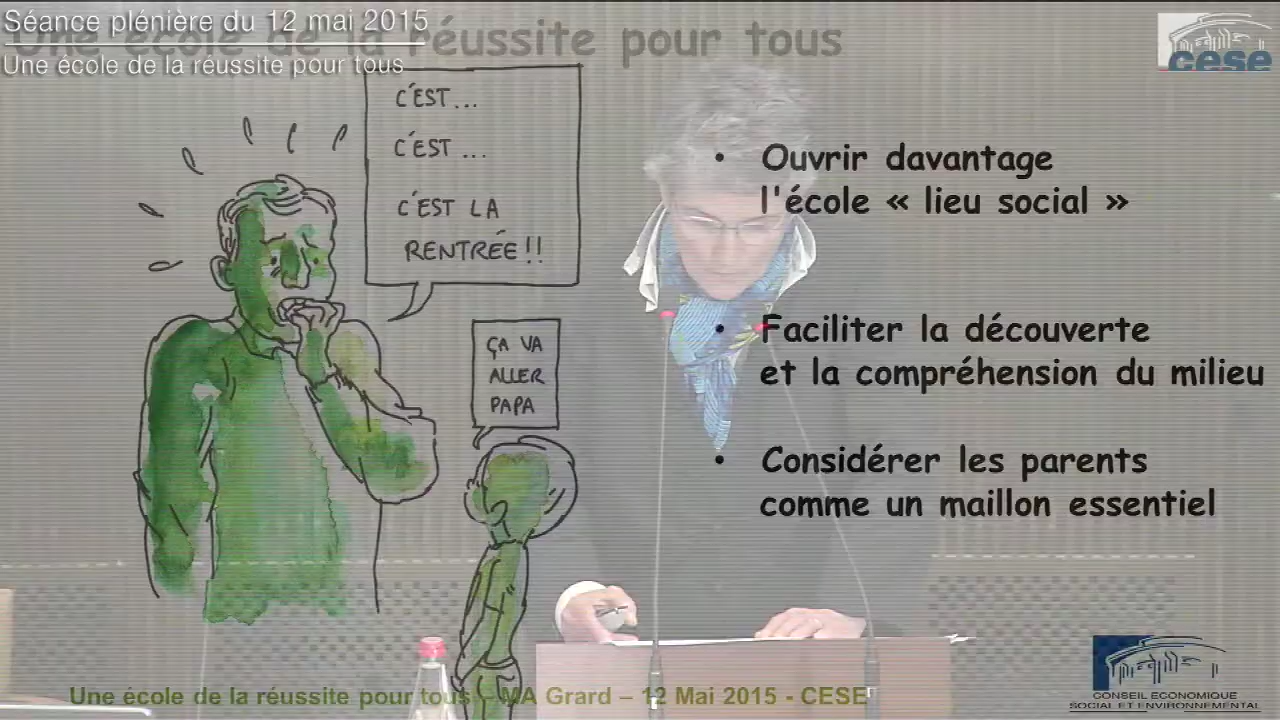 Séance plénière du 12 mai 2015
Une école de la réussite pour tous
Une école de la réussite pour tous
cese
C'EST...
C'EST ...
C'EST LA
RENTRÉE !!
ÇA VA
ALLER
PAPA
• Ouvrir davantage
l'école « lieu social »
• Faciliter la découverte
et la compréhension du milieu
• Considérer les parents
comme un maillon essentiel
Une école de la réussite pour tous – MA Grard – 12 Mai 2015 - CESE
CONSEIL ECONOMIQUE
SOCIAL ET ENVIRONNEMENTAL